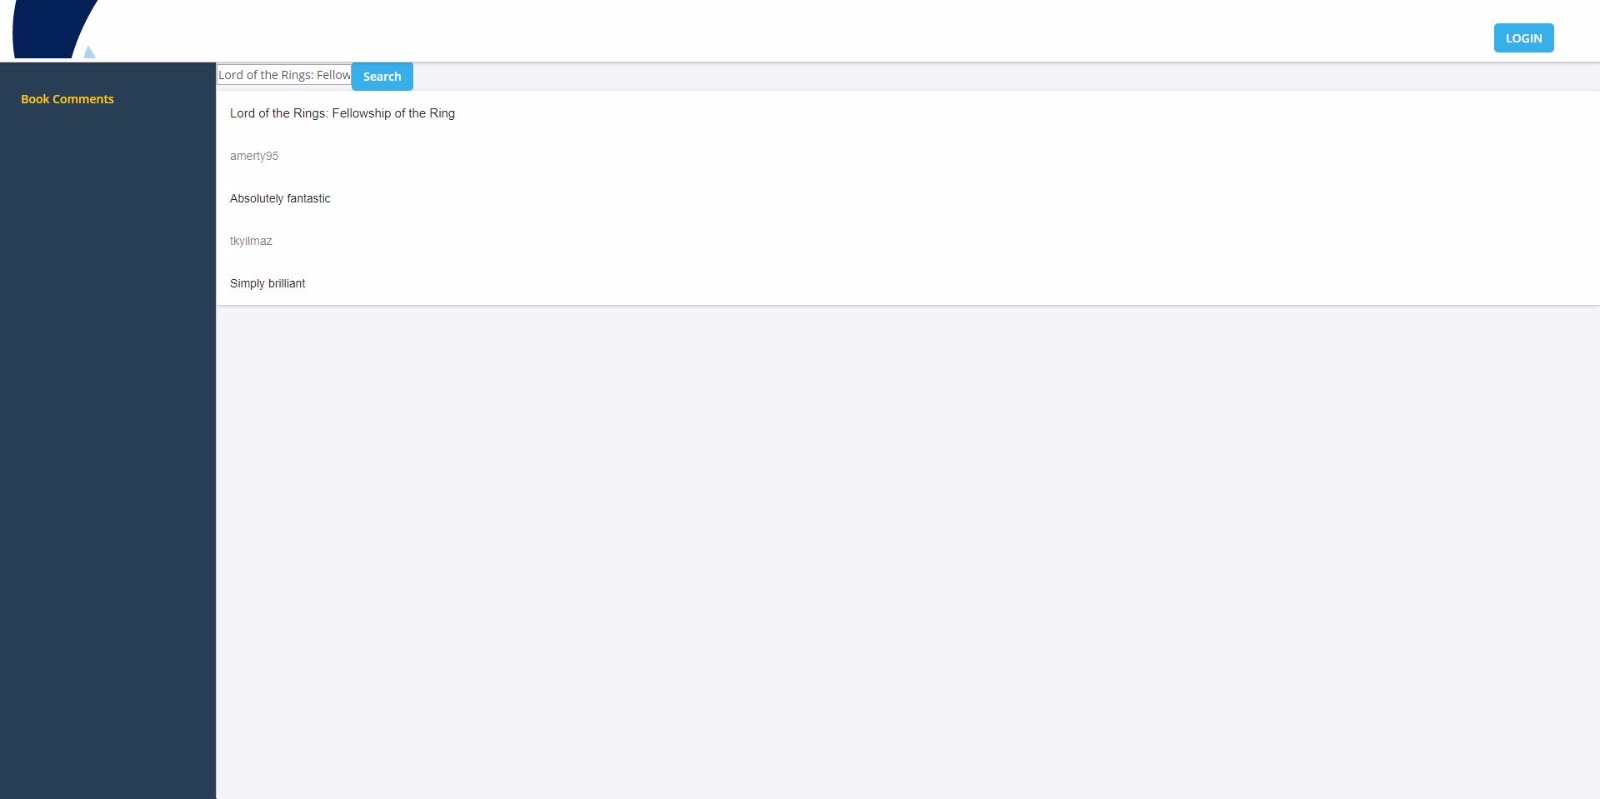 LOGIN
Book Comments
Lord of the Rings: Fellow
Search
Lord of the Rings: Fellowship of the Ring
amerty95
Absolutely fantastic
tkyilmaz
Simply brilliant